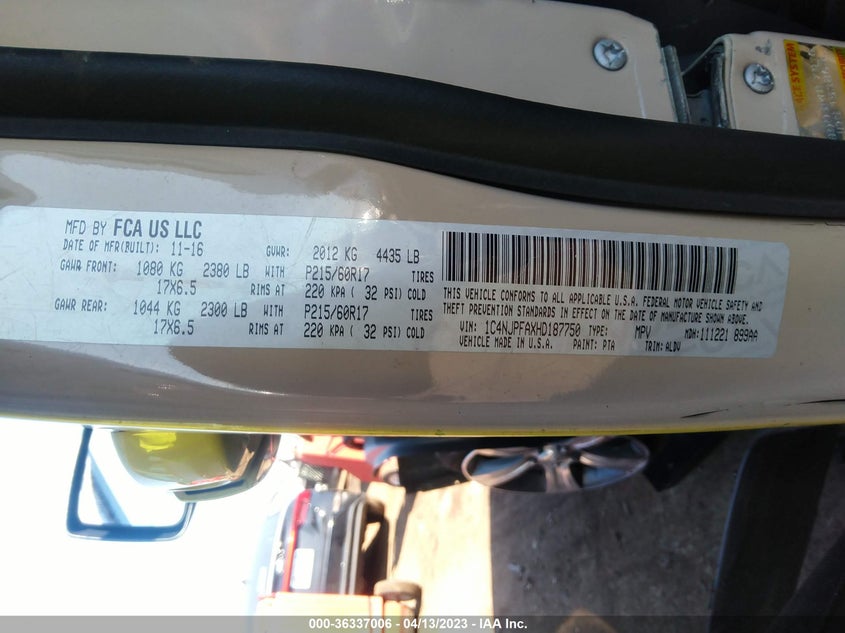 MFD BY FCA US LLC
DATE OF MFR(BUILT): 11-16 GVWR: 2012 KG 4435 LB
GAWR FRONT: 1080 KG 2380 LB WITH P215/60R17 TIRES
17X6.5 RIMS AT 220 KPA ( 32 PSI) COLD
GAWR REAR: 1044 KG 2300 LB WITH P215/60R17 TIRES
17X6.5 RIMS AT 220 KPA ( 32 PSI) COLD
THIS VEHICLE CONFORMS TO ALL APPLICABLE U.S.A. FEDERAL MOTOR VEHICLE SAFETY AND
THEFT PREVENTION STANDARDS IN EFFECT ON THE DATE OF MANUFACTURE SHOWN ABOVE.
VIN: 1C4NJPFAXHD187750 TYPE: MPV MDH:111221 899AA
VEHICLE MADE IN U.S.A. PAINT: PTA TRIM: ALDV
000-36337006 - 04/13/2023 - IAA Inc.